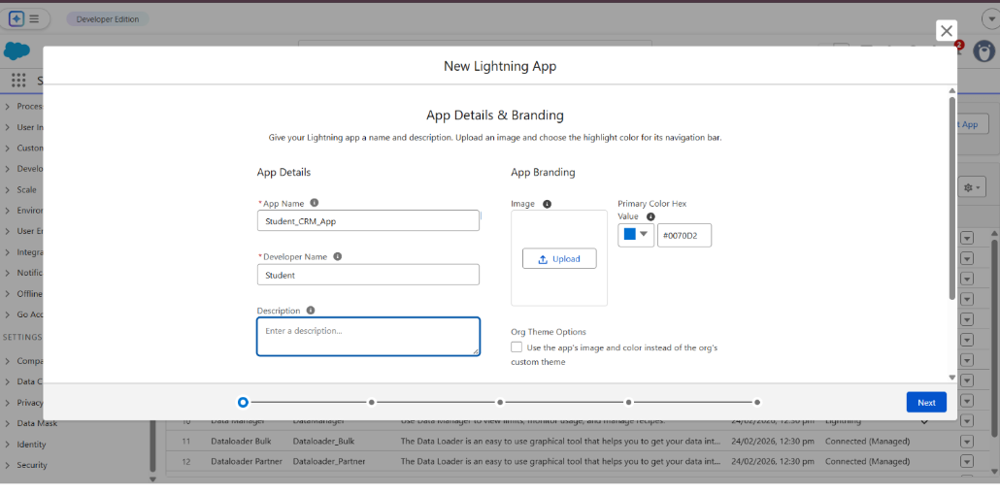 Developer Edition
2
New Lightning App
App Details & Branding
Give your Lightning app a name and description. Upload an image and choose the highlight color for its navigation bar.
App Details
* App Name
Student_CRM_App
* Developer Name
Student
Description
Enter a description...
App Branding
Image
Upload
Primary Color Hex
Value
#0070D2
Org Theme Options
Use the app's image and color instead of the org's
custom theme
Next
S
Proces
User In
Custom
Develo
Scale
Enviror
User En
Integra
Notific
Offline
Go Acc
SETTINGS
Compa
Data C
Privacy
Data Mask
Identity
Security
t App
10 Data Manager DataManager Use Data Manager to view limits, monitor usage, and manage recipes. 24/02/2026, 12:30 pm Lightning
11 Dataloader Bulk Dataloader_Bulk The Data Loader is an easy to use graphical tool that helps you to get your data int... 24/02/2026, 12:30 pm Connected (Managed)
12 Dataloader Partner Dataloader_Partner The Data Loader is an easy to use graphical tool that helps you to get your data int... 24/02/2026, 12:30 pm Connected (Managed)